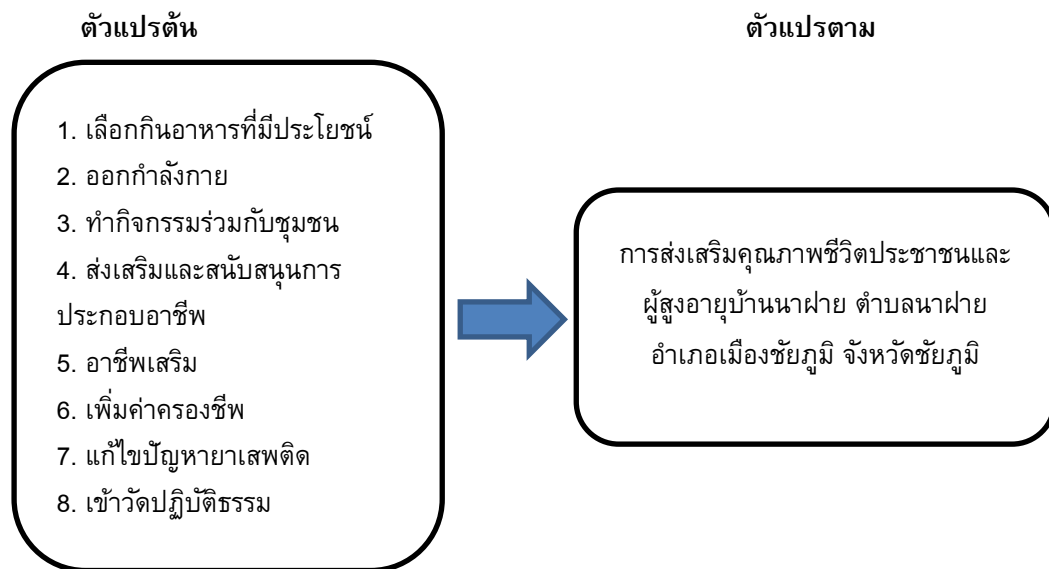 ตัวแปรต้น
ตัวแปรตาม
1. เลือกกินอาหารที่มีประโยชน์
2. ออกกำลังกาย
3. ทำกิจกรรมร่วมกับชุมชน
4. ส่งเสริมและสนับสนุนการ
ประกอบอาชีพ
5. อาชีพเสริม
6. เพิ่มค่าครองชีพ
7. แก้ไขปัญหายาเสพติด
8. เข้าวัดปฏิบัติธรรม
การส่งเสริมคุณภาพชีวิตประชาชนและ
ผู้สูงอายุบ้านนาฝาย ตำบลนาฝาย
อำเภอเมืองชัยภูมิ จังหวัดชัยภูมิ